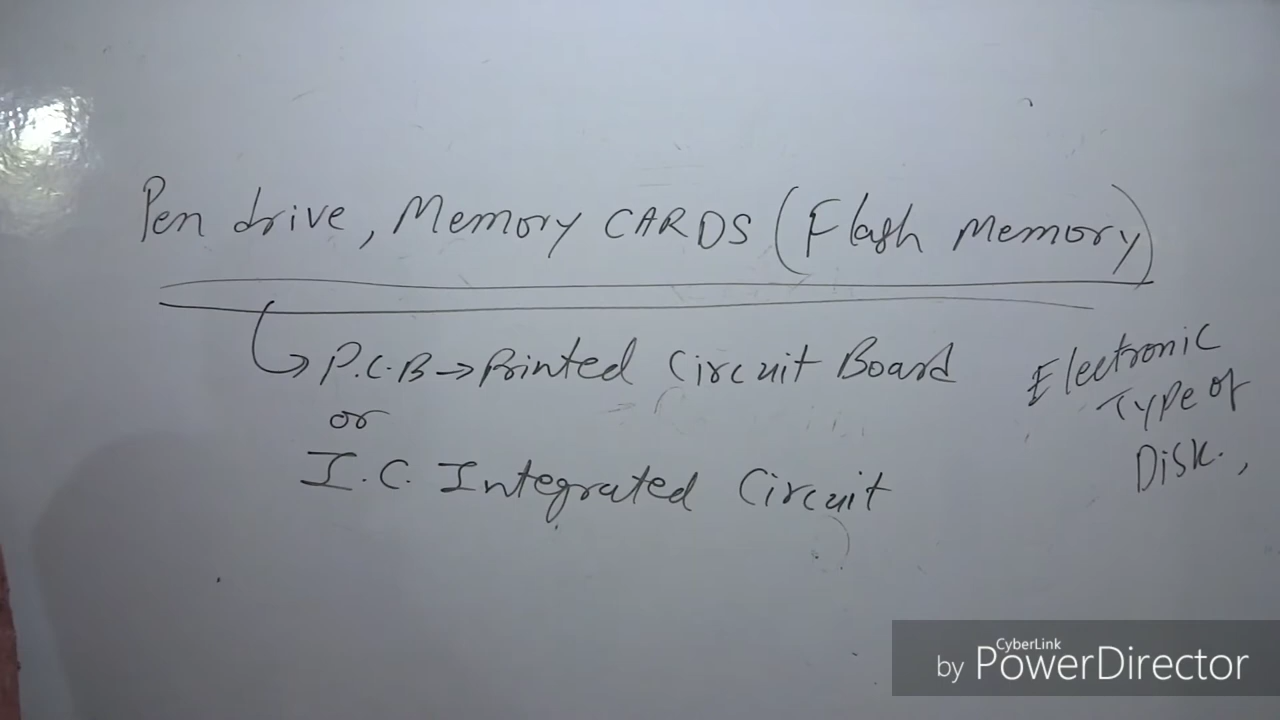 Pen drive, Memory CARDS (Flash Memory)
P.C.B → Printed Circuit Board
or
I.C. Integrated Circuit
Electronic
Type of
Disk.,
CyberLink
by PowerDirector